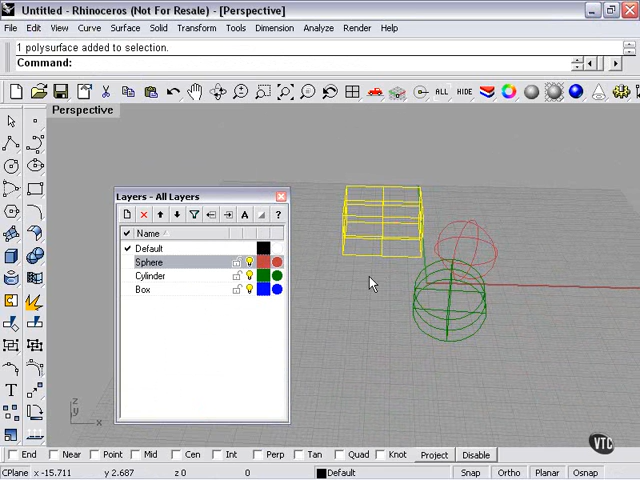 Untitled - Rhinoceros (Not For Resale) - [Perspective]
File Edit View Curve Surface Solid Transform Tools Dimension Analyze Render Help
1 polysurface added to selection.
Command:
ALL HIDE
Perspective
Layers - All Layers
A ?
Name
Default
Sphere
Cylinder
Box
T
z
y
x
VTC
End Near Point Mid Cen Int Perp Tan Quad Knot Project Disable
CPlane x -15.711 y 2.687 z 0 0 Default Snap Ortho Planar Osnap